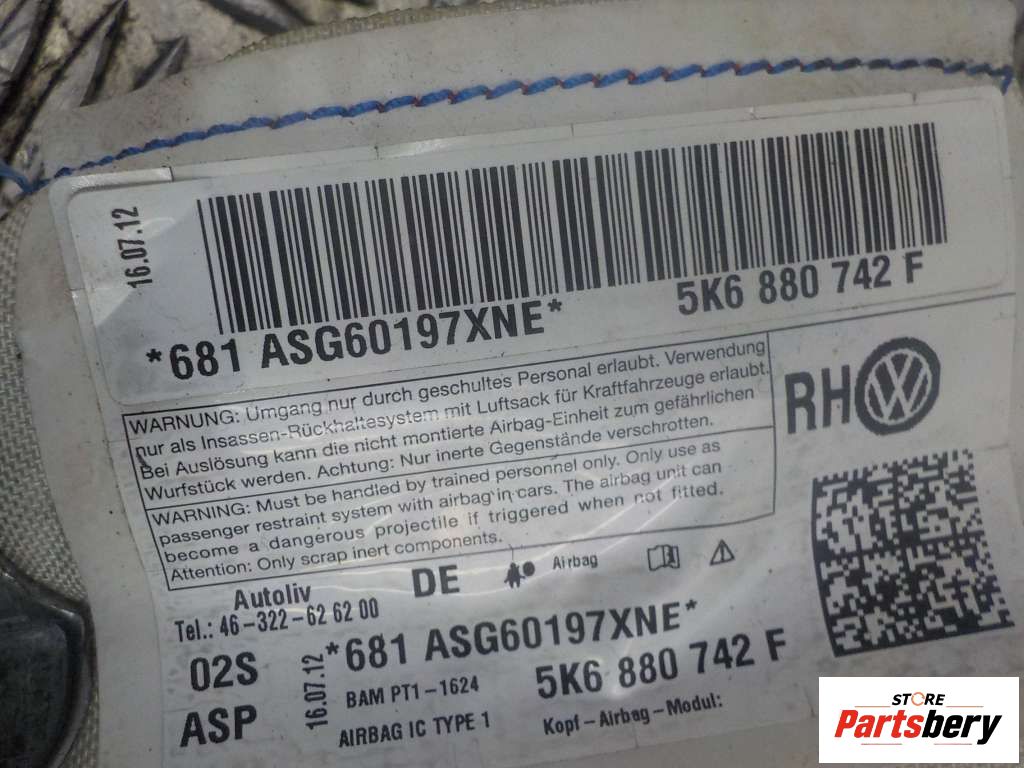 16.07.12
*681 ASG60197XNE*
5K6 880 742 F
WARNUNG: Umgang nur durch geschultes Personal erlaubt. Verwendung
nur als Insassen-Rückhaltesystem mit Luftsack für Kraftfahrzeuge erlaubt.
Bei Auslösung kann die nicht montierte Airbag-Einheit zum gefährlichen
Wurfstück werden. Achtung: Nur inerte Gegenstände verschrotten.
WARNING: Must be handled by trained personnel only. Only use as
passenger restraint system with airbag in cars. The airbag unit can
become a dangerous projectile if triggered when not fitted.
Attention: Only scrap inert components.
RH
Autoliv
Tel.: 46-322-62 62 00
DE
Airbag
02S
ASP
16.07.12
*681 ASG60197XNE*
BAM PT1-1624
5K6 880 742 F
AIRBAG IC TYPE 1
Kopf-Airbag-Modul:
STORE
Partsbery